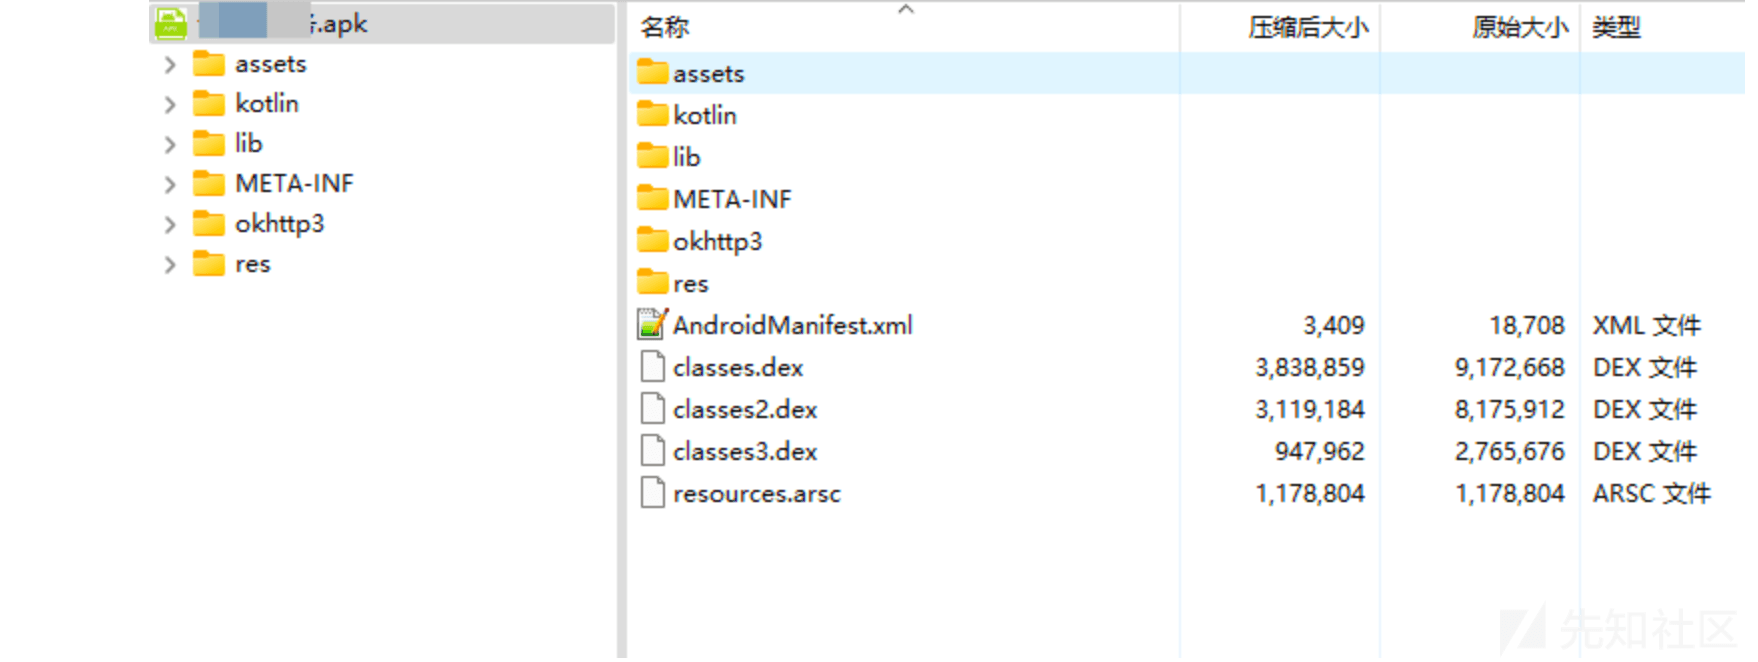 .apk
assets
kotlin
lib
META-INF
okhttp3
res
名称 压缩后大小 原始大小 类型
assets
kotlin
lib
META-INF
okhttp3
res
AndroidManifest.xml 3,409 18,708 XML 文件
classes.dex 3,838,859 9,172,668 DEX 文件
classes2.dex 3,119,184 8,175,912 DEX 文件
classes3.dex 947,962 2,765,676 DEX 文件
resources.arsc 1,178,804 1,178,804 ARSC 文件
先知社区